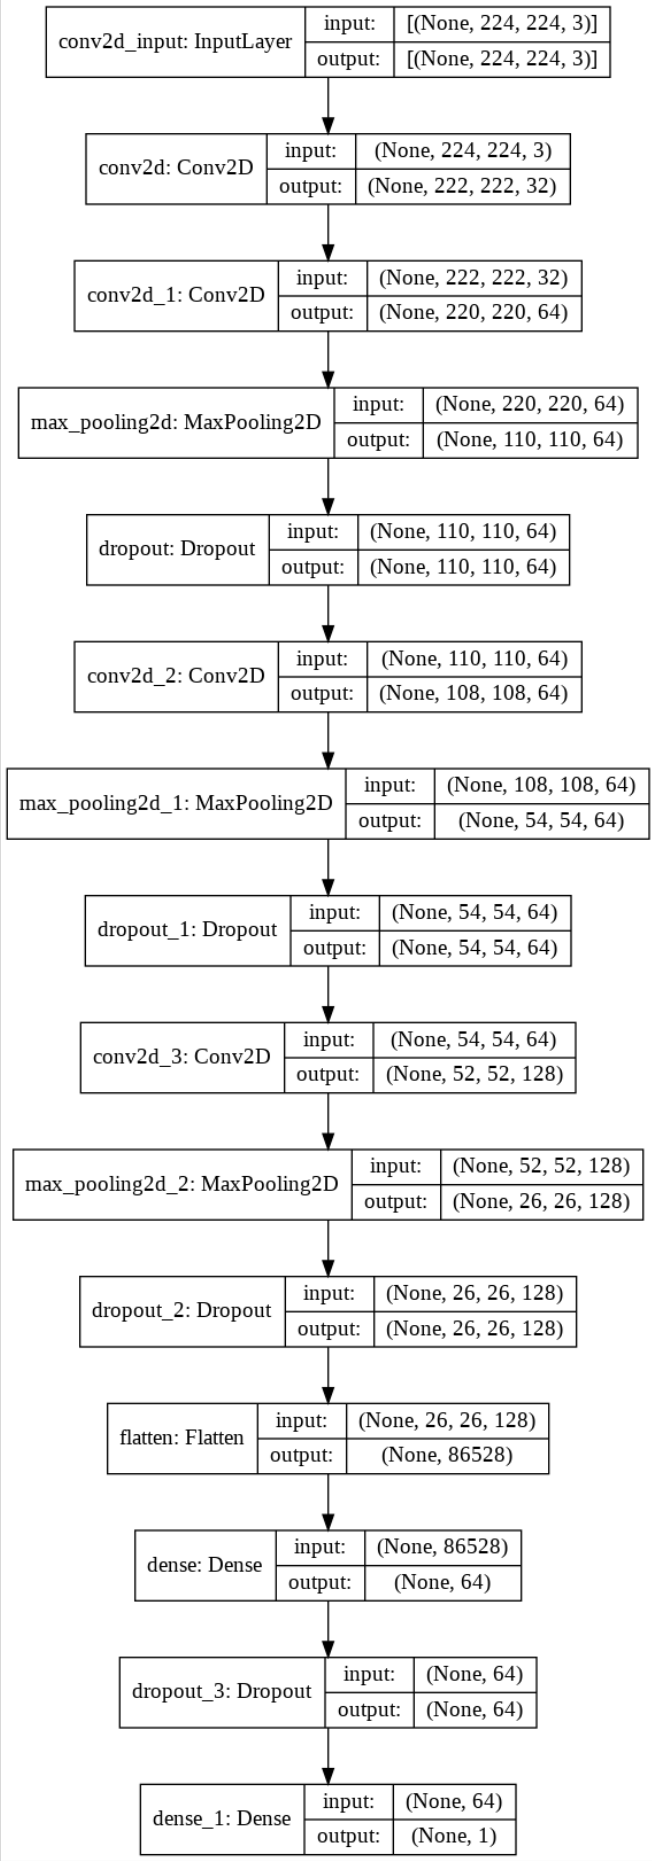 conv2d_input: InputLayer
input:
[(None, 224, 224, 3)]
output:
[(None, 224, 224, 3)]
conv2d: Conv2D
input:
(None, 224, 224, 3)
output:
(None, 222, 222, 32)
conv2d_1: Conv2D
input:
(None, 222, 222, 32)
output:
(None, 220, 220, 64)
max_pooling2d: MaxPooling2D
input:
(None, 220, 220, 64)
output:
(None, 110, 110, 64)
dropout: Dropout
input:
(None, 110, 110, 64)
output:
(None, 110, 110, 64)
conv2d_2: Conv2D
input:
(None, 110, 110, 64)
output:
(None, 108, 108, 64)
max_pooling2d_1: MaxPooling2D
input:
(None, 108, 108, 64)
output:
(None, 54, 54, 64)
dropout_1: Dropout
input:
(None, 54, 54, 64)
output:
(None, 54, 54, 64)
conv2d_3: Conv2D
input:
(None, 54, 54, 64)
output:
(None, 52, 52, 128)
max_pooling2d_2: MaxPooling2D
input:
(None, 52, 52, 128)
output:
(None, 26, 26, 128)
dropout_2: Dropout
input:
(None, 26, 26, 128)
output:
(None, 26, 26, 128)
flatten: Flatten
input:
(None, 26, 26, 128)
output:
(None, 86528)
dense: Dense
input:
(None, 86528)
output:
(None, 64)
dropout_3: Dropout
input:
(None, 64)
output:
(None, 64)
dense_1: Dense
input:
(None, 64)
output:
(None, 1)